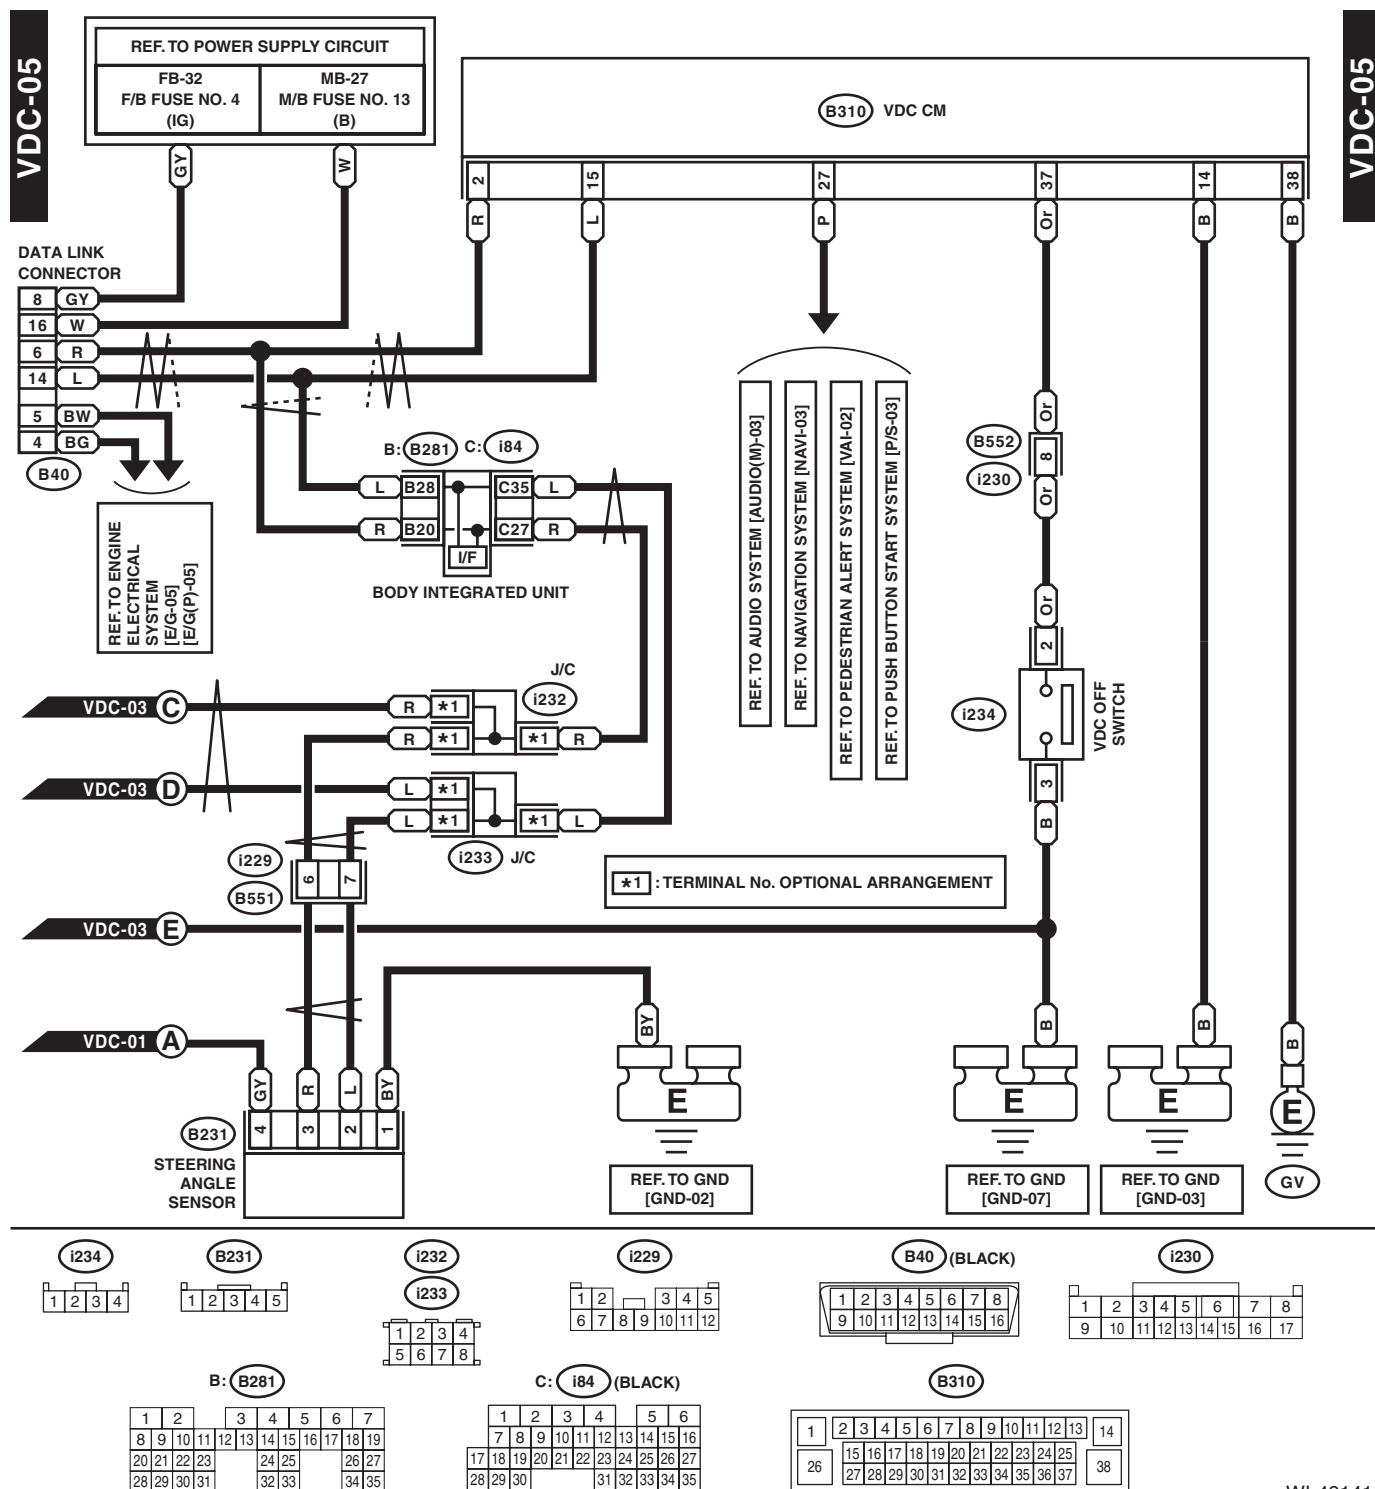 VDC-05
VDC-05
REF. TO POWER SUPPLY CIRCUIT
FB-32
F/B FUSE NO. 4
(IG)
MB-27
M/B FUSE NO. 13
(B)
GY
W
B310 VDC CM
2
15
27
37
14
38
R
L
P
Or
B
B
DATA LINK
CONNECTOR
8 GY
16 W
6 R
14 L
5 BW
4 BG
B40
REF. TO ENGINE
ELECTRICAL
SYSTEM
[E/G-05]
[E/G(P)-05]
B: B281 C: i84
L B28 C35 L
R B20 C27 R
I/F
BODY INTEGRATED UNIT
REF. TO AUDIO SYSTEM [AUDIO(M)-03]
REF. TO NAVIGATION SYSTEM [NAVI-03]
REF. TO PEDESTRIAN ALERT SYSTEM [VAI-02]
REF. TO PUSH BUTTON START SYSTEM [P/S-03]
Or
B552
8
i230
Or
Or
2
i234
VDC OFF
SWITCH
3
B
J/C
i232
VDC-03 C
R *1
R *1 *1 R
VDC-03 D
L *1
L *1 *1 L
i233 J/C
i229
6 7
B551
*1 : TERMINAL No. OPTIONAL ARRANGEMENT
VDC-03 E
VDC-01 A
GY R L BY
BY
B
B
B
B231
4 3 2 1
STEERING
ANGLE
SENSOR
E
E
E
E
REF. TO GND
[GND-02]
REF. TO GND
[GND-07]
REF. TO GND
[GND-03]
GV
i234
1 2 3 4
B231
1 2 3 4 5
i232
i233
1 2 3 4
5 6 7 8
i229
1 2 3 4 5
6 7 8 9 10 11 12
B40 (BLACK)
1 2 3 4 5 6 7 8
9 10 11 12 13 14 15 16
i230
1 2 3 4 5 6 7 8
9 10 11 12 13 14 15 16 17
B: B281
1 2 3 4 5 6 7
8 9 10 11 12 13 14 15 16 17 18 19
20 21 22 23 24 25 26 27
28 29 30 31 32 33 34 35
C: i84 (BLACK)
1 2 3 4 5 6
7 8 9 10 11 12 13 14 15 16
17 18 19 20 21 22 23 24 25 26 27
28 29 30 31 32 33 34 35
B310
1 2 3 4 5 6 7 8 9 10 11 12 13 14
15 16 17 18 19 20 21 22 23 24 25
26 27 28 29 30 31 32 33 34 35 36 37 38